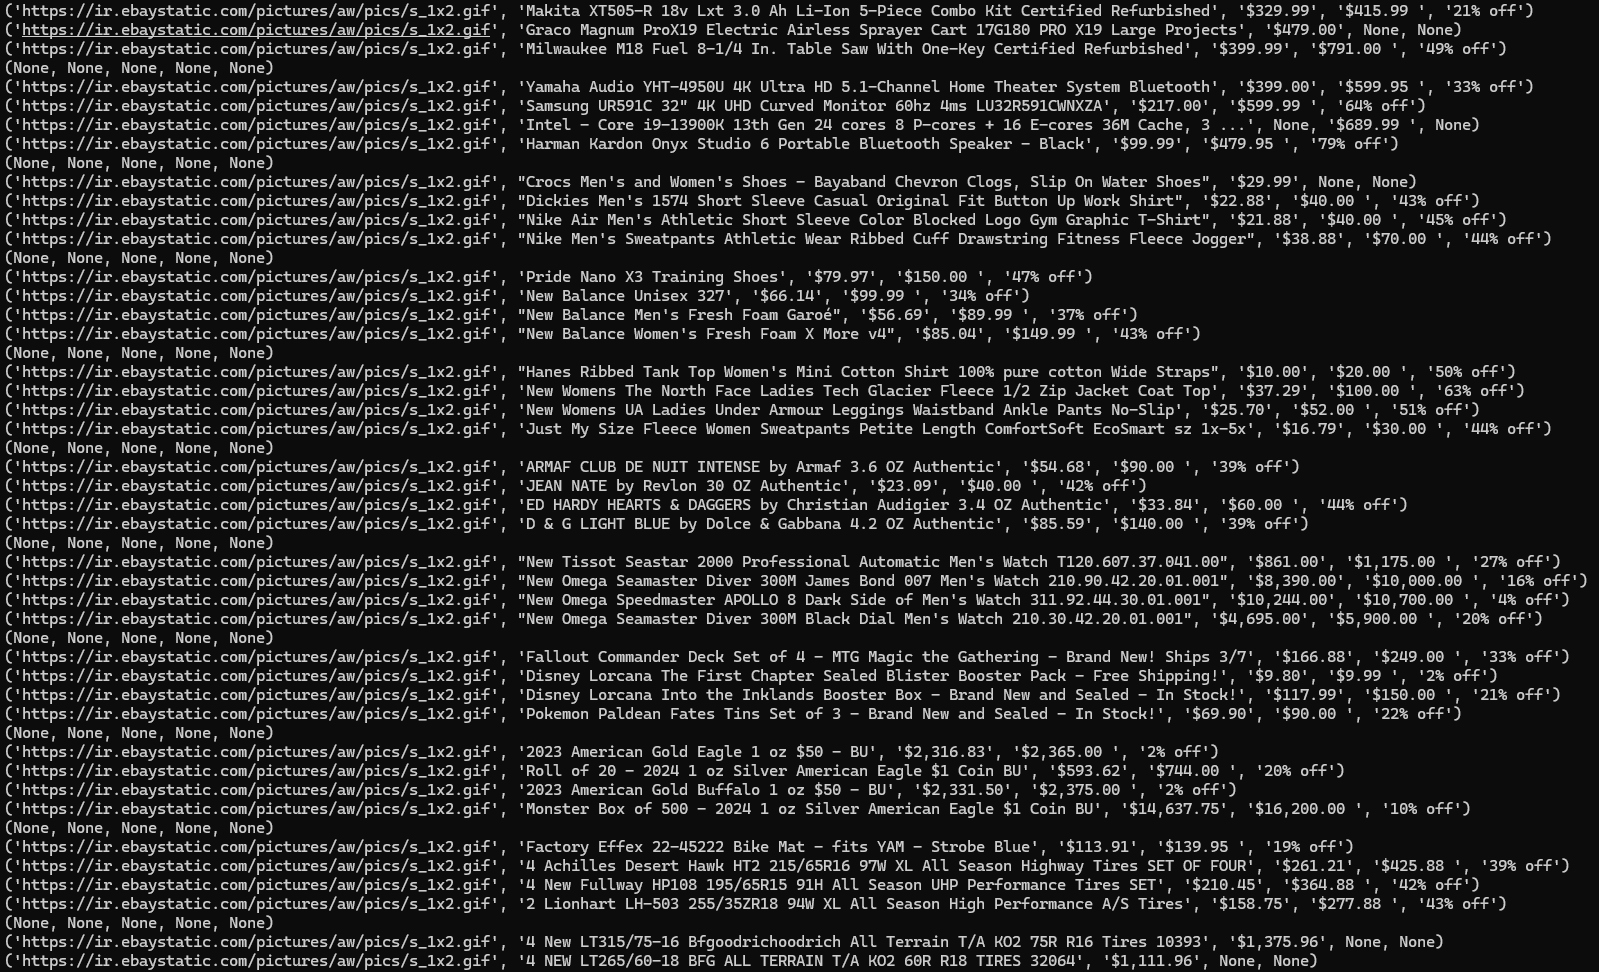 ('https://ir.ebaystatic.com/pictures/aw/pics/s_1x2.gif', 'Makita XT505-R 18v Lxt 3.0 Ah Li-Ion 5-Piece Combo Kit Certified Refurbished', '$329.99', '$415.99 ', '21% off')
('https://ir.ebaystatic.com/pictures/aw/pics/s_1x2.gif', 'Graco Magnum ProX19 Electric Airless Sprayer Cart 17G180 PRO X19 Large Projects', '$479.00', None, None)
('https://ir.ebaystatic.com/pictures/aw/pics/s_1x2.gif', 'Milwaukee M18 Fuel 8-1/4 In. Table Saw With One-Key Certified Refurbished', '$399.99', '$791.00 ', '49% off')
(None, None, None, None, None)
('https://ir.ebaystatic.com/pictures/aw/pics/s_1x2.gif', 'Yamaha Audio YHT-4950U 4K Ultra HD 5.1-Channel Home Theater System Bluetooth', '$399.00', '$599.95 ', '33% off')
('https://ir.ebaystatic.com/pictures/aw/pics/s_1x2.gif', 'Samsung UR591C 32" 4K UHD Curved Monitor 60hz 4ms LU32R591CWNXZA', '$217.00', '$599.99 ', '64% off')
('https://ir.ebaystatic.com/pictures/aw/pics/s_1x2.gif', 'Intel - Core i9-13900K 13th Gen 24 cores 8 P-cores + 16 E-cores 36M Cache, 3 ...', None, '$689.99 ', None)
('https://ir.ebaystatic.com/pictures/aw/pics/s_1x2.gif', 'Harman Kardon Onyx Studio 6 Portable Bluetooth Speaker - Black', '$99.99', '$479.95 ', '79% off')
(None, None, None, None, None)
('https://ir.ebaystatic.com/pictures/aw/pics/s_1x2.gif', "Crocs Men's and Women's Shoes - Bayaband Chevron Clogs, Slip On Water Shoes", '$29.99', None, None)
('https://ir.ebaystatic.com/pictures/aw/pics/s_1x2.gif', "Dickies Men's 1574 Short Sleeve Casual Original Fit Button Up Work Shirt", '$22.88', '$40.00 ', '43% off')
('https://ir.ebaystatic.com/pictures/aw/pics/s_1x2.gif', "Nike Air Men's Athletic Short Sleeve Color Blocked Logo Gym Graphic T-Shirt", '$21.88', '$40.00 ', '45% off')
('https://ir.ebaystatic.com/pictures/aw/pics/s_1x2.gif', "Nike Men's Sweatpants Athletic Wear Ribbed Cuff Drawstring Fitness Fleece Jogger", '$38.88', '$70.00 ', '44% off')
(None, None, None, None, None)
('https://ir.ebaystatic.com/pictures/aw/pics/s_1x2.gif', 'Pride Nano X3 Training Shoes', '$79.97', '$150.00 ', '47% off')
('https://ir.ebaystatic.com/pictures/aw/pics/s_1x2.gif', 'New Balance Unisex 327', '$66.14', '$99.99 ', '34% off')
('https://ir.ebaystatic.com/pictures/aw/pics/s_1x2.gif', "New Balance Men's Fresh Foam Garoé", '$56.69', '$89.99 ', '37% off')
('https://ir.ebaystatic.com/pictures/aw/pics/s_1x2.gif', "New Balance Women's Fresh Foam X More v4", '$85.04', '$149.99 ', '43% off')
(None, None, None, None, None)
('https://ir.ebaystatic.com/pictures/aw/pics/s_1x2.gif', "Hanes Ribbed Tank Top Women's Mini Cotton Shirt 100% pure cotton Wide Straps", '$10.00', '$20.00 ', '50% off')
('https://ir.ebaystatic.com/pictures/aw/pics/s_1x2.gif', 'New Womens The North Face Ladies Tech Glacier Fleece 1/2 Zip Jacket Coat Top', '$37.29', '$100.00 ', '63% off')
('https://ir.ebaystatic.com/pictures/aw/pics/s_1x2.gif', 'New Womens UA Ladies Under Armour Leggings Waistband Ankle Pants No-Slip', '$25.70', '$52.00 ', '51% off')
('https://ir.ebaystatic.com/pictures/aw/pics/s_1x2.gif', 'Just My Size Fleece Women Sweatpants Petite Length ComfortSoft EcoSmart sz 1x-5x', '$16.79', '$30.00 ', '44% off')
(None, None, None, None, None)
('https://ir.ebaystatic.com/pictures/aw/pics/s_1x2.gif', 'ARMAF CLUB DE NUIT INTENSE by Armaf 3.6 OZ Authentic', '$54.68', '$90.00 ', '39% off')
('https://ir.ebaystatic.com/pictures/aw/pics/s_1x2.gif', 'JEAN NATE by Revlon 30 OZ Authentic', '$23.09', '$40.00 ', '42% off')
('https://ir.ebaystatic.com/pictures/aw/pics/s_1x2.gif', 'ED HARDY HEARTS & DAGGERS by Christian Audigier 3.4 OZ Authentic', '$33.84', '$60.00 ', '44% off')
('https://ir.ebaystatic.com/pictures/aw/pics/s_1x2.gif', 'D & G LIGHT BLUE by Dolce & Gabbana 4.2 OZ Authentic', '$85.59', '$140.00 ', '39% off')
(None, None, None, None, None)
('https://ir.ebaystatic.com/pictures/aw/pics/s_1x2.gif', "New Tissot Seastar 2000 Professional Automatic Men's Watch T120.607.37.041.00", '$861.00', '$1,175.00 ', '27% off')
('https://ir.ebaystatic.com/pictures/aw/pics/s_1x2.gif', "New Omega Seamaster Diver 300M James Bond 007 Men's Watch 210.90.42.20.01.001", '$8,390.00', '$10,000.00 ', '16% off')
('https://ir.ebaystatic.com/pictures/aw/pics/s_1x2.gif', "New Omega Speedmaster APOLLO 8 Dark Side of Men's Watch 311.92.44.30.01.001", '$10,244.00', '$10,700.00 ', '4% off')
('https://ir.ebaystatic.com/pictures/aw/pics/s_1x2.gif', "New Omega Seamaster Diver 300M Black Dial Men's Watch 210.30.42.20.01.001", '$4,695.00', '$5,900.00 ', '20% off')
(None, None, None, None, None)
('https://ir.ebaystatic.com/pictures/aw/pics/s_1x2.gif', 'Fallout Commander Deck Set of 4 - MTG Magic the Gathering - Brand New! Ships 3/7', '$166.88', '$249.00 ', '33% off')
('https://ir.ebaystatic.com/pictures/aw/pics/s_1x2.gif', 'Disney Lorcana The First Chapter Sealed Blister Booster Pack - Free Shipping!', '$9.80', '$9.99 ', '2% off')
('https://ir.ebaystatic.com/pictures/aw/pics/s_1x2.gif', 'Disney Lorcana Into the Inklands Booster Box - Brand New and Sealed - In Stock!', '$117.99', '$150.00 ', '21% off')
('https://ir.ebaystatic.com/pictures/aw/pics/s_1x2.gif', 'Pokemon Paldean Fates Tins Set of 3 - Brand New and Sealed - In Stock!', '$69.90', '$90.00 ', '22% off')
(None, None, None, None, None)
('https://ir.ebaystatic.com/pictures/aw/pics/s_1x2.gif', '2023 American Gold Eagle 1 oz $50 - BU', '$2,316.83', '$2,365.00 ', '2% off')
('https://ir.ebaystatic.com/pictures/aw/pics/s_1x2.gif', 'Roll of 20 - 2024 1 oz Silver American Eagle $1 Coin BU', '$593.62', '$744.00 ', '20% off')
('https://ir.ebaystatic.com/pictures/aw/pics/s_1x2.gif', '2023 American Gold Buffalo 1 oz $50 - BU', '$2,331.50', '$2,375.00 ', '2% off')
('https://ir.ebaystatic.com/pictures/aw/pics/s_1x2.gif', 'Monster Box of 500 - 2024 1 oz Silver American Eagle $1 Coin BU', '$14,637.75', '$16,200.00 ', '10% off')
(None, None, None, None, None)
('https://ir.ebaystatic.com/pictures/aw/pics/s_1x2.gif', 'Factory Effex 22-45222 Bike Mat - fits YAM - Strobe Blue', '$113.91', '$139.95 ', '19% off')
('https://ir.ebaystatic.com/pictures/aw/pics/s_1x2.gif', '4 Achilles Desert Hawk HT2 215/65R16 97W XL All Season Highway Tires SET OF FOUR', '$261.21', '$425.88 ', '39% off')
('https://ir.ebaystatic.com/pictures/aw/pics/s_1x2.gif', '4 New Fullway HP108 195/65R15 91H All Season UHP Performance Tires SET', '$210.45', '$364.88 ', '42% off')
('https://ir.ebaystatic.com/pictures/aw/pics/s_1x2.gif', '2 Lionhart LH-503 255/35ZR18 94W XL All Season High Performance A/S Tires', '$158.75', '$277.88 ', '43% off')
(None, None, None, None, None)
('https://ir.ebaystatic.com/pictures/aw/pics/s_1x2.gif', '4 New LT315/75-16 Bfgoodrichoodrich All Terrain T/A KO2 75R R16 Tires 10393', '$1,375.96', None, None)
('https://ir.ebaystatic.com/pictures/aw/pics/s_1x2.gif', '4 NEW LT265/60-18 BFG ALL TERRAIN T/A KO2 60R R18 TIRES 32064', '$1,111.96', None, None)